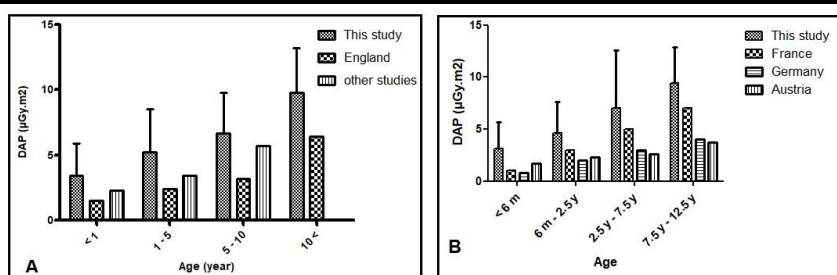 15
10
5
0
DAP (µGy.m2)
This study
England
other studies
< 1
1 - 5
5 - 10
10 <
Age (year)
A
15
10
5
0
DAP (µGy.m2)
This study
France
Germany
Austria
< 6 m
6 m - 2.5 y
2.5 y - 7.5 y
7.5 y - 12.5 y
Age
B